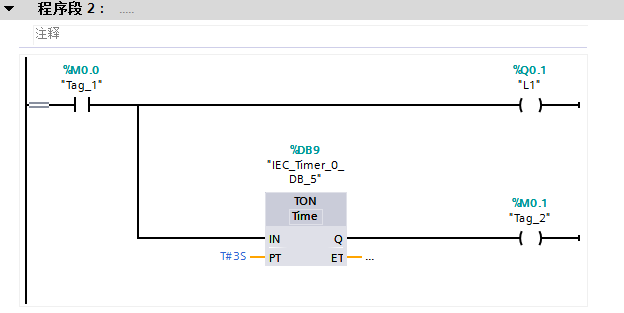 程序段 2： .....
注释
%M0.0
"Tag_1"
%Q0.1
"L1"
%DB9
"IEC_Timer_0_
DB_5"
TON
Time
%M0.1
"Tag_2"
IN
Q
T#3S
PT
ET
...